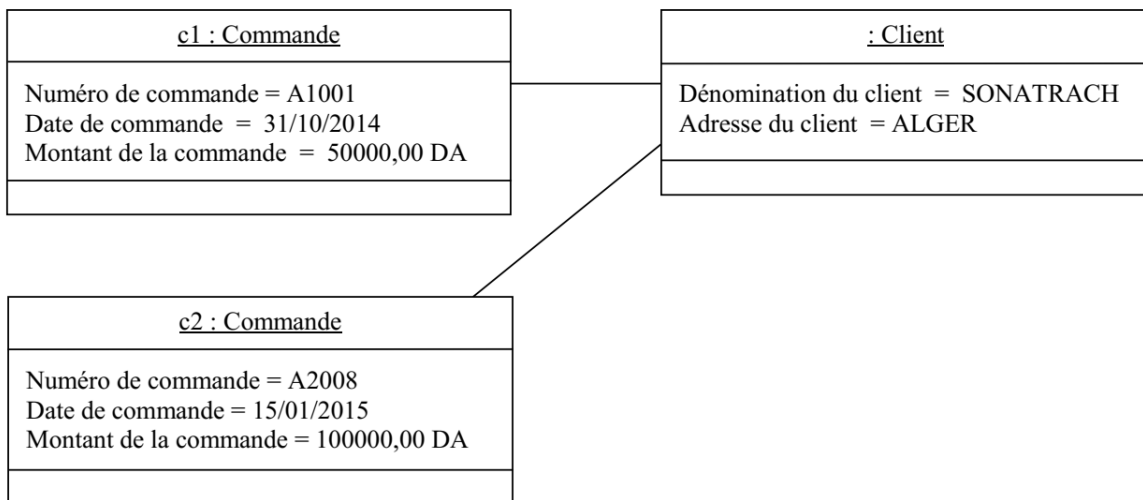 c1 : Commande
Numéro de commande = A1001
Date de commande = 31/10/2014
Montant de la commande = 50000,00 DA
: Client
Dénomination du client = SONATRACH
Adresse du client = ALGER
c2 : Commande
Numéro de commande = A2008
Date de commande = 15/01/2015
Montant de la commande = 100000,00 DA